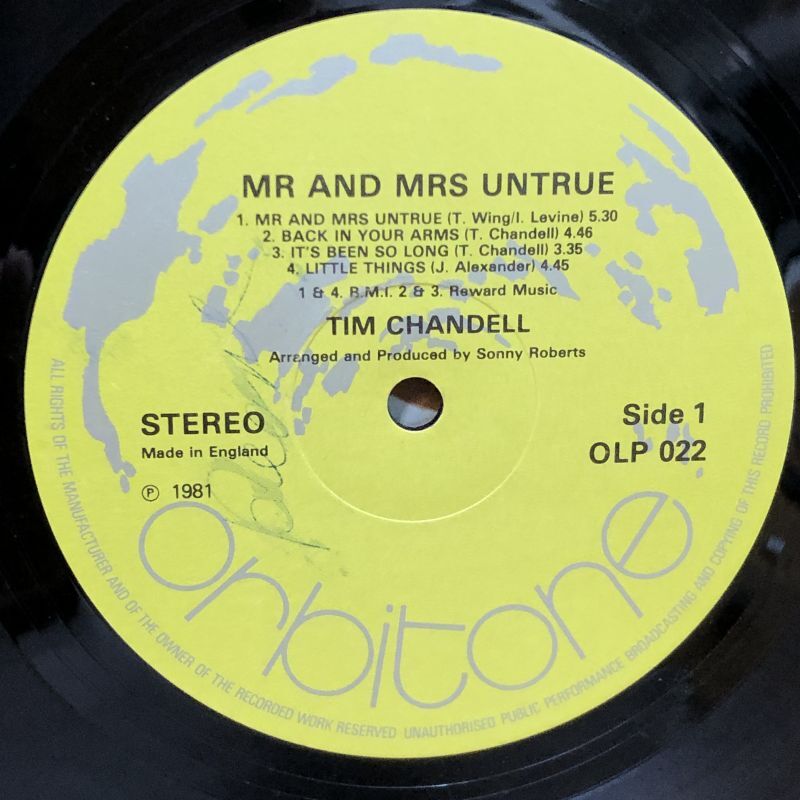 MR AND MRS UNTRUE
1. MR AND MRS UNTRUE (T. Wing/I. Levine) 5.30
2. BACK IN YOUR ARMS (T. Chandell) 4.46
3. IT'S BEEN SO LONG (T. Chandell) 3.35
4. LITTLE THINGS (J. Alexander) 4.45
1 & 4. R.M.I. 2 & 3. Reward Music
TIM CHANDELL
Arranged and Produced by Sonny Roberts
STEREO
Made in England
℗ 1981
Side 1
OLP 022
orbitone
ALL RIGHTS OF THE MANUFACTURER AND OF THE OWNER OF THE RECORDED WORK RESERVED UNAUTHORISED PUBLIC PERFORMANCE BROADCASTING AND COPYING OF THIS RECORD PROHIBITED